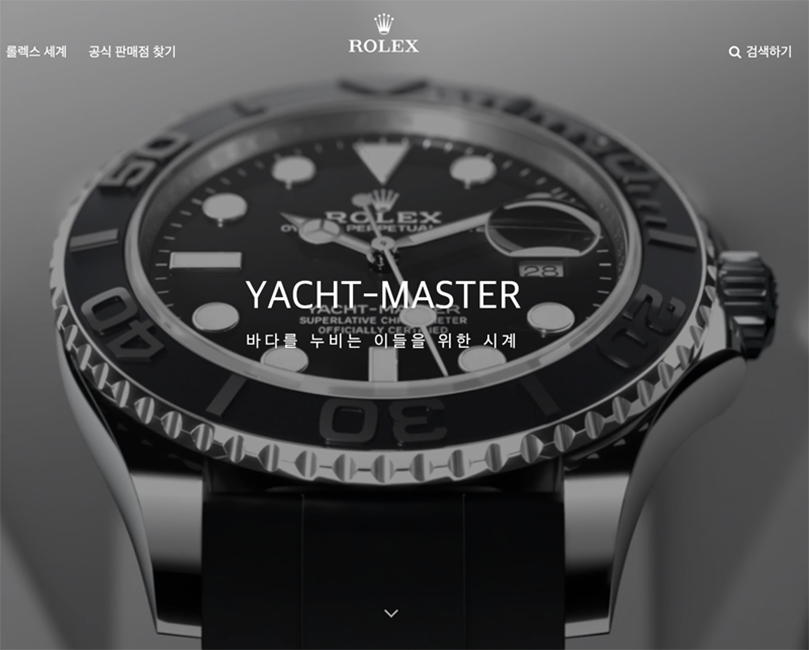 롤렉스 세계
공식 판매점 찾기
ROLEX
검색하기
50
ROLEX
28
YACHT-MASTER
YACHT-MASTER
SUPERLATIVE CHRONOMETER
OFFICIALLY CERTIFIED
바다를 누비는 이들을 위한 시계
40
20
30